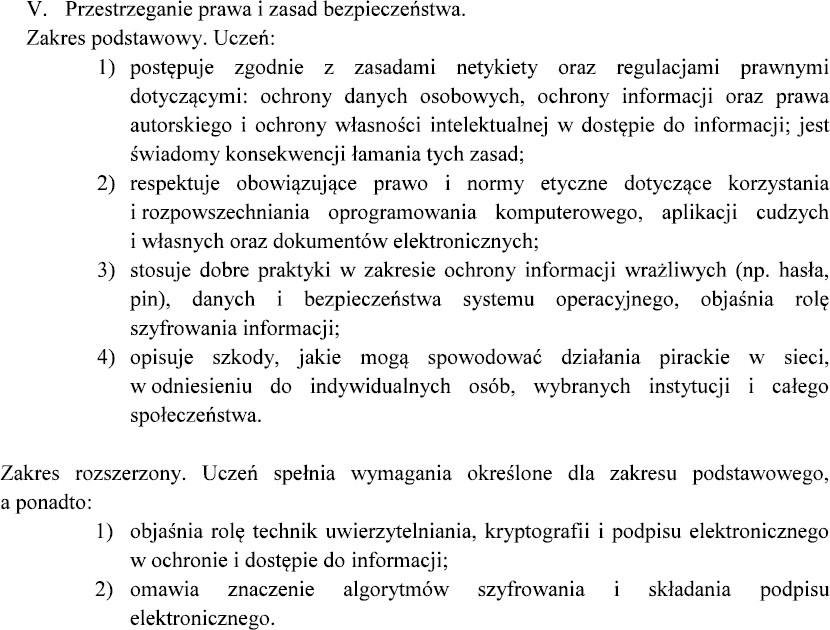 V. Przestrzeganie prawa i zasad bezpieczeństwa.
Zakres podstawowy. Uczeń:
1) postępuje zgodnie z zasadami netykiety oraz regulacjami prawnymi
dotyczącymi: ochrony danych osobowych, ochrony informacji oraz prawa
autorskiego i ochrony własności intelektualnej w dostępie do informacji; jest
świadomy konsekwencji łamania tych zasad;
2) respektuje obowiązujące prawo i normy etyczne dotyczące korzystania
i rozpowszechniania oprogramowania komputerowego, aplikacji cudzych
i własnych oraz dokumentów elektronicznych;
3) stosuje dobre praktyki w zakresie ochrony informacji wrażliwych (np. hasła,
pin), danych i bezpieczeństwa systemu operacyjnego, objaśnia rolę
szyfrowania informacji;
4) opisuje szkody, jakie mogą spowodować działania pirackie w sieci,
w odniesieniu do indywidualnych osób, wybranych instytucji i całego
społeczeństwa.
Zakres rozszerzony. Uczeń spełnia wymagania określone dla zakresu podstawowego,
a ponadto:
1) objaśnia rolę technik uwierzytelniania, kryptografii i podpisu elektronicznego
w ochronie i dostępie do informacji;
2) omawia znaczenie algorytmów szyfrowania i składania podpisu
elektronicznego.